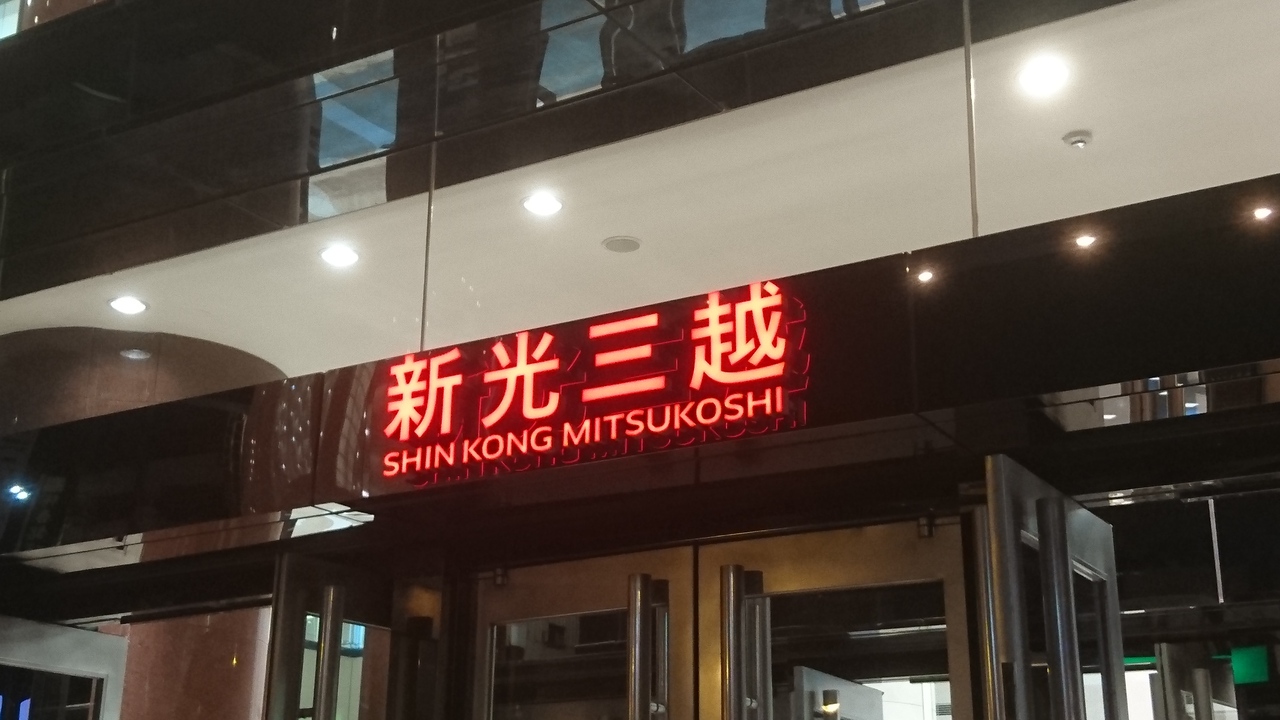 新光三越
SHIN KONG MITSUKOSHI